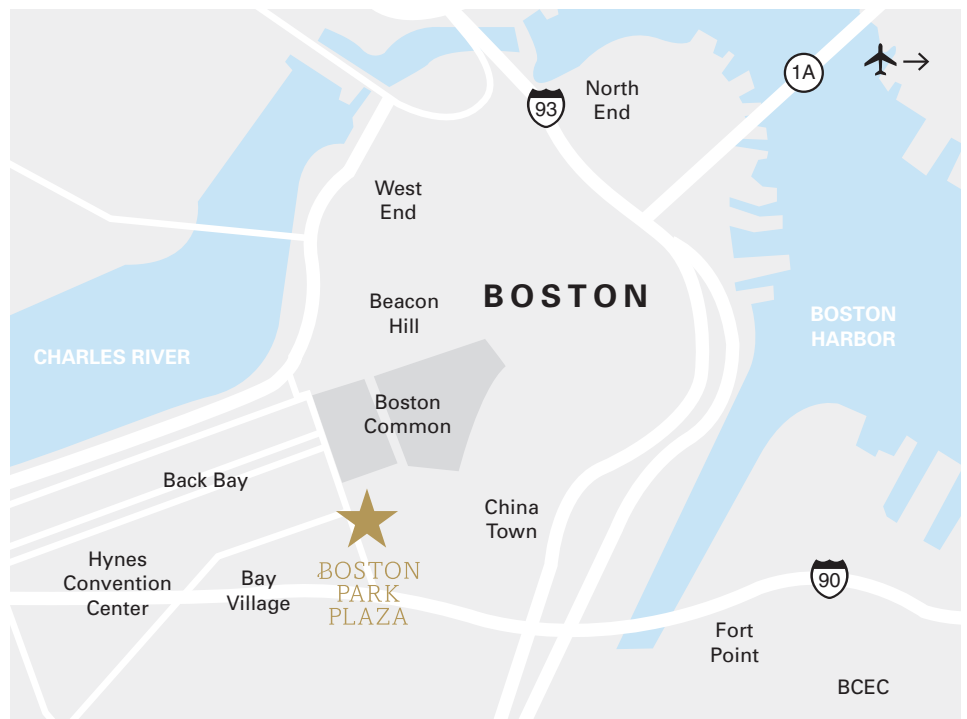 1A
North
End
93
West
End
BOSTON
Beacon
Hill
BOSTON
HARBOR
CHARLES RIVER
Boston
Common
Back Bay
China
Town
Hynes
Convention
Center
Bay
Village
BOSTON
PARK
PLAZA
90
Fort
Point
BCEC